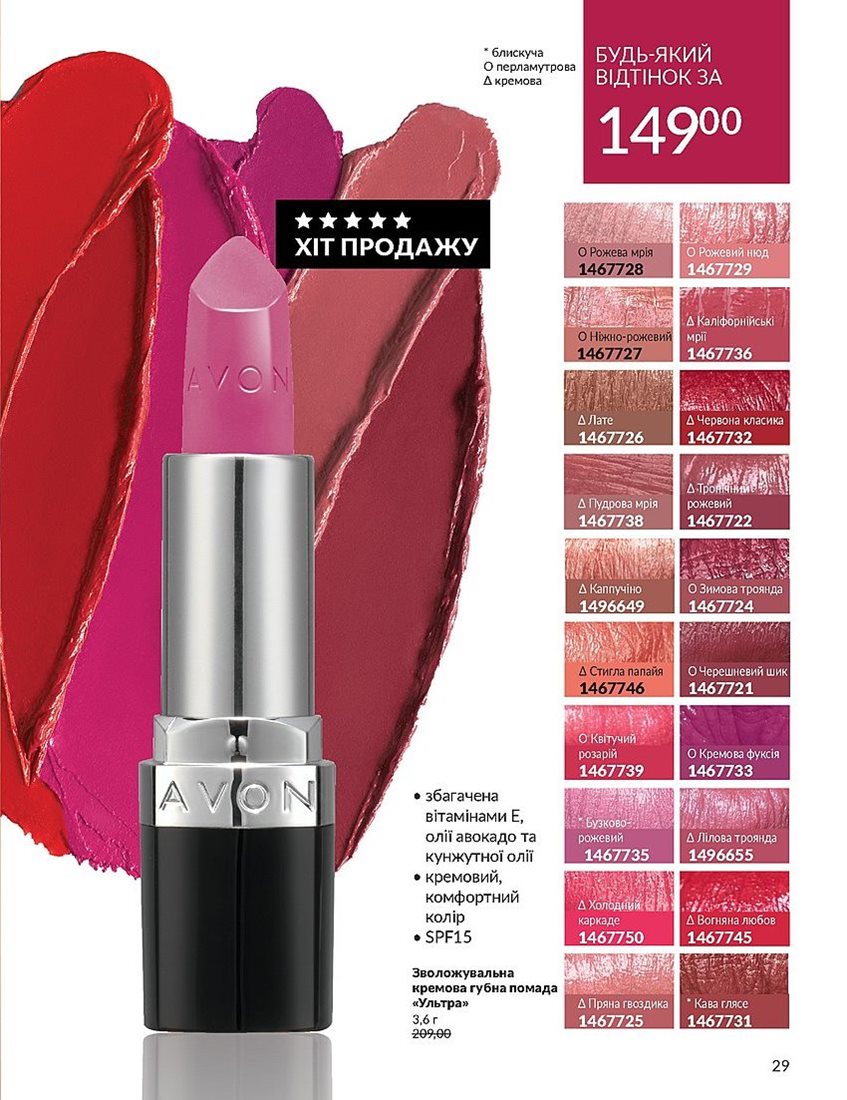 * блискуча
О перламутрова
Δ кремова
БУДЬ-ЯКИЙ
ВІДТІНОК ЗА
149⁰⁰
★★★★★
ХІТ ПРОДАЖУ
AVON
AVON
О Рожева мрія
1467728
О Рожевий нюд
1467729
О Ніжно-рожевий
1467727
Δ Каліфорнійські
мрії
1467736
Δ Лате
1467726
Δ Червона класика
1467732
Δ Пудрова мрія
1467738
Δ Тропічний
рожевий
1467722
Δ Каппучіно
1496649
О Зимова троянда
1467724
Δ Стигла папайя
1467746
О Черешневий шик
1467721
О Квітучий
розарій
1467739
О Кремова фуксія
1467733
* Бузково-
рожевий
1467735
Δ Лілова троянда
1496655
Δ Холодний
каркаде
1467750
Δ Вогняна любов
1467745
Δ Пряна гвоздика
1467725
* Кава глясе
1467731
• збагачена
вітамінами Е,
олії авокадо та
кунжутної олії
• кремовий,
комфортний
колір
• SPF15
Зволожувальна
кремова губна помада
«Ультра»
3,6 г
209,00
29